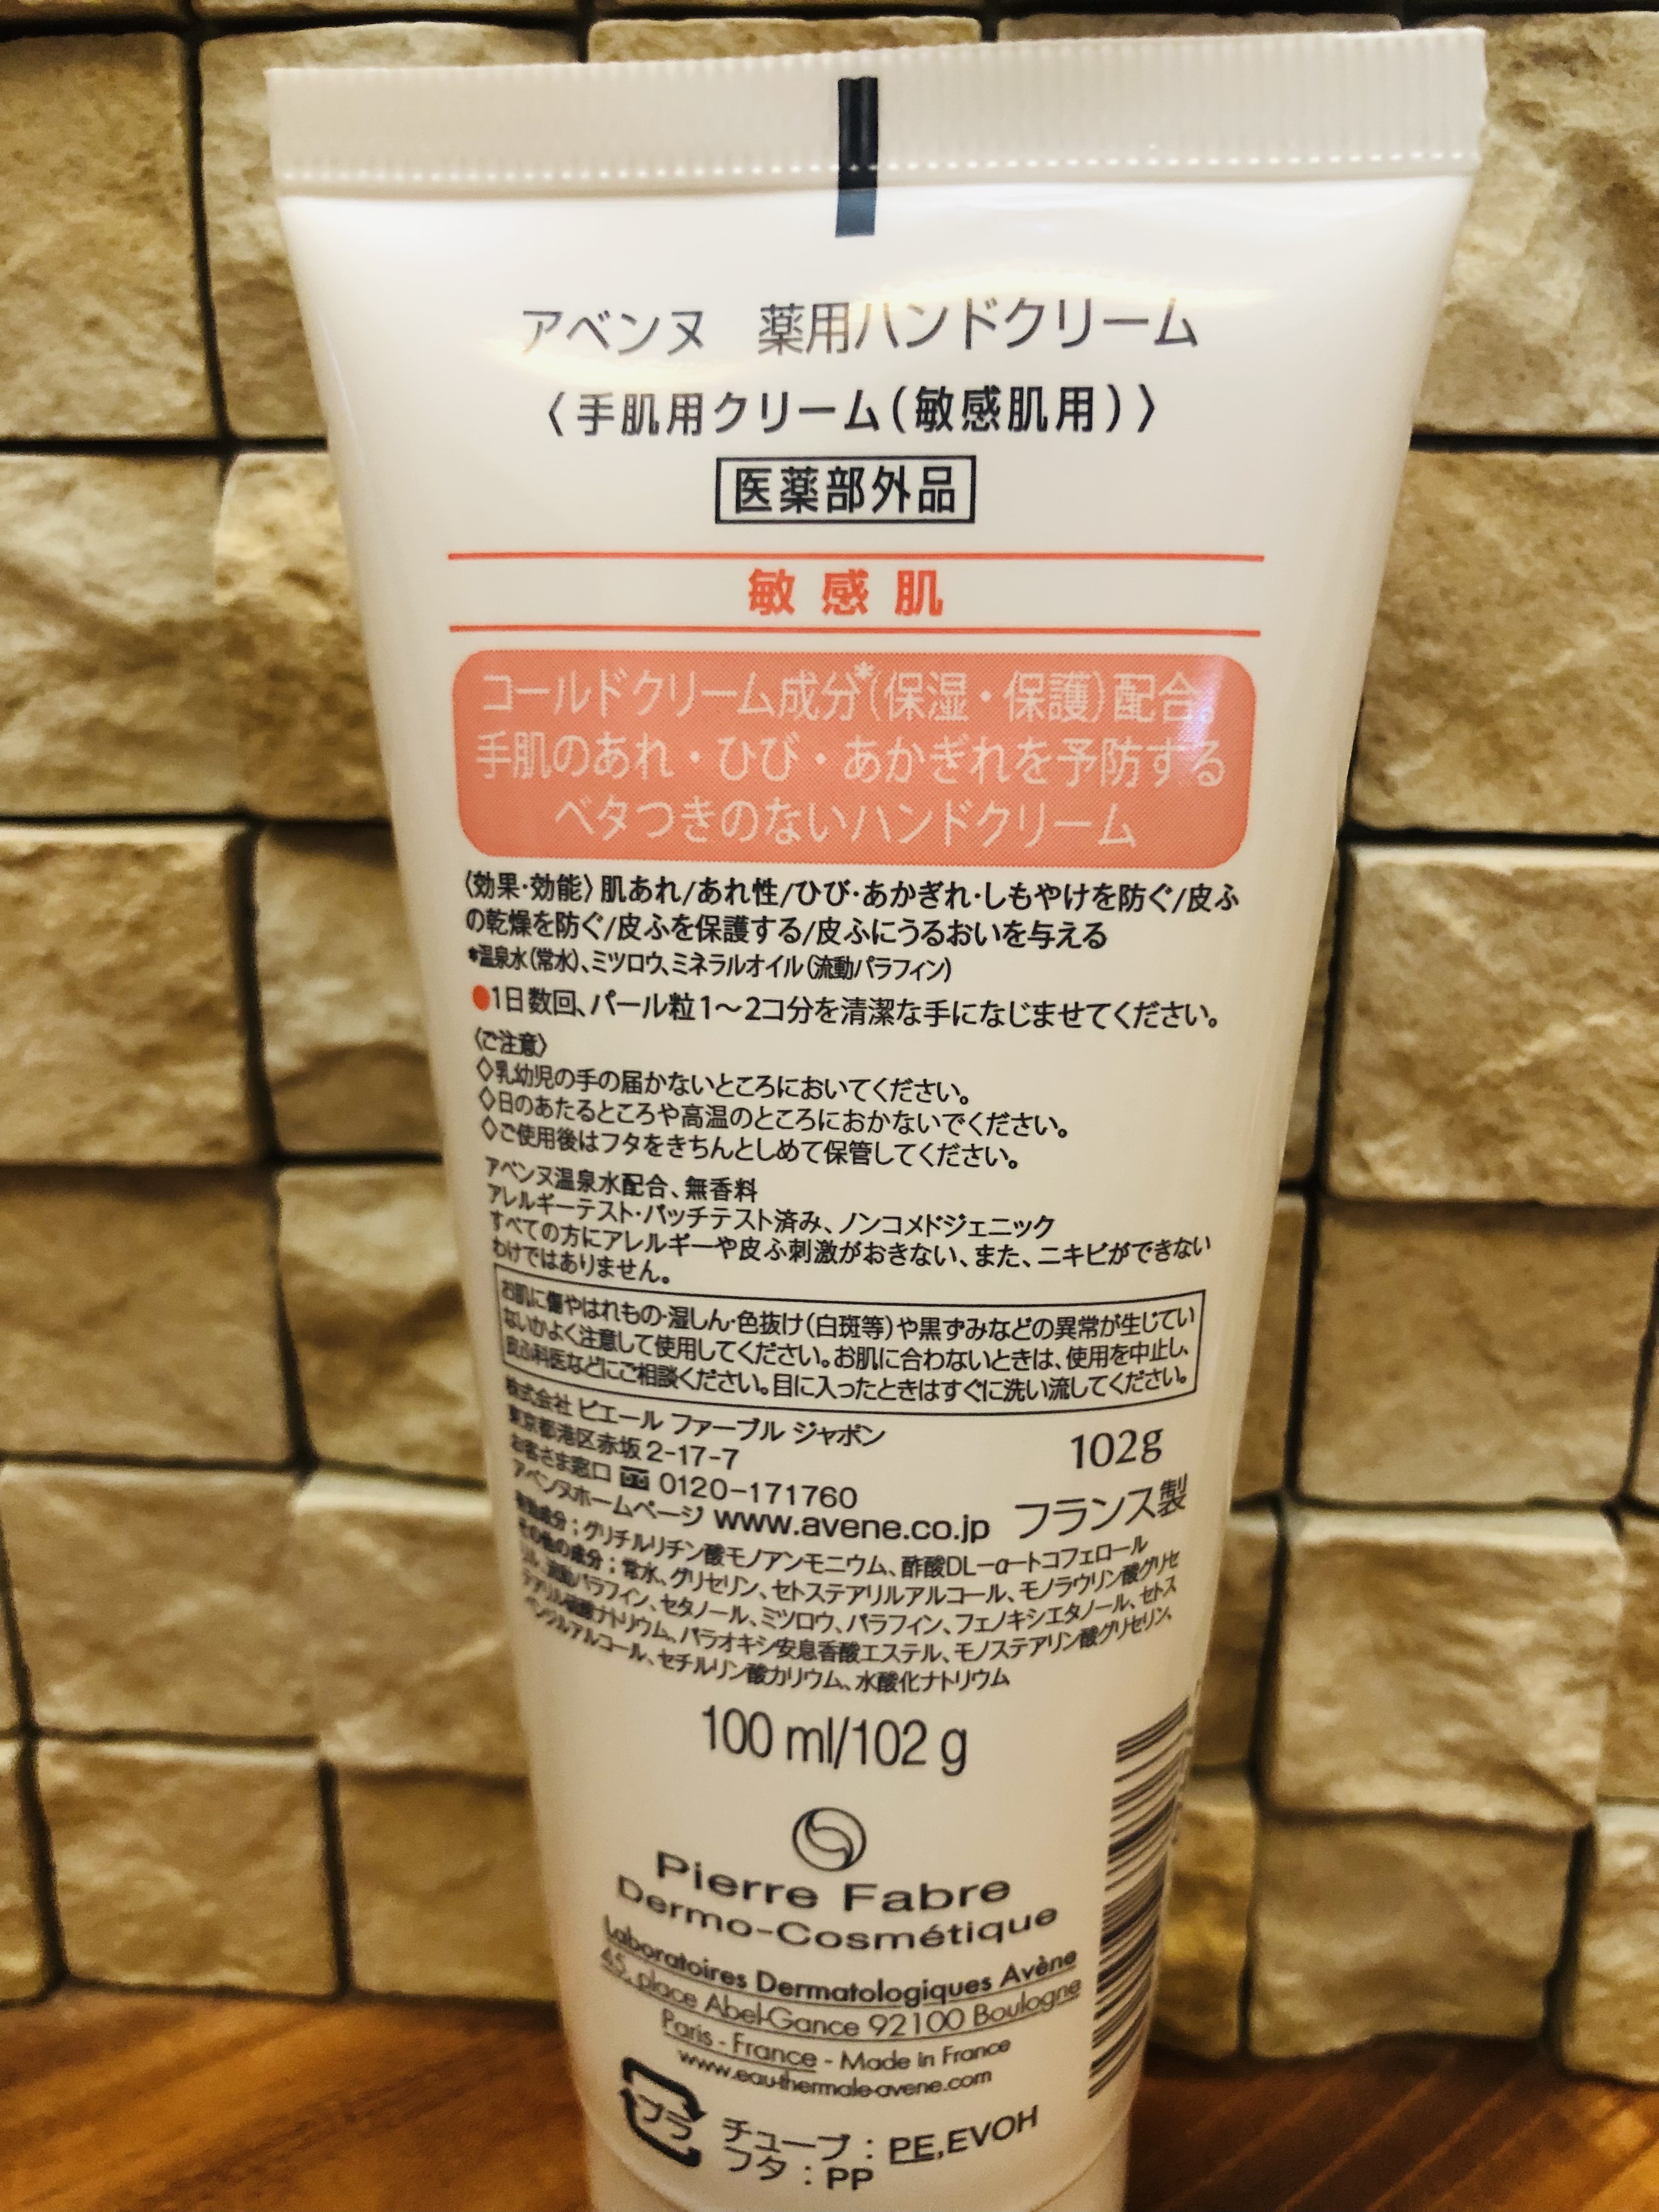 アベンヌ 薬用ハンドクリーム
〈手肌用クリーム(敏感肌用)〉
医薬部外品
敏感肌
コールドクリーム成分*(保湿・保護)配合。
手肌のあれ・ひび・あかぎれを予防する
ベタつきのないハンドクリーム
〈効果・効能〉肌あれ/あれ性/ひび・あかぎれ・しもやけを防ぐ/皮ふ
の乾燥を防ぐ/皮ふを保護する/皮ふにうるおいを与える
*温泉水(常水)、ミツロウ、ミネラルオイル(流動パラフィン)
●1日数回、パール粒1〜2コ分を清潔な手になじませてください。
〈ご注意〉
◇乳幼児の手の届かないところにおいてください。
◇日のあたるところや高温のところにおかないでください。
◇ご使用後はフタをきちんとしめて保管してください。
アベンヌ温泉水配合、無香料
アレルギーテスト・パッチテスト済み、ノンコメドジェニック
すべての方にアレルギーや皮ふ刺激がおきない、また、ニキビができない
わけではありません。
お肌に傷やはれもの・湿しん・色抜け(白斑等)や黒ずみなどの異常が生じてい
ないかよく注意して使用してください。お肌に合わないときは、使用を中止し、
皮ふ科医などにご相談ください。目に入ったときはすぐに洗い流してください。
株式会社 ピエール ファーブル ジャポン
東京都港区赤坂2-17-7
102g
お客さま窓口 0120-171760
アベンヌホームページ www.avene.co.jp フランス製
有効成分：グリチルリチン酸モノアンモニウム、酢酸DL-α-トコフェロール
その他の成分：常水、グリセリン、セトステアリルアルコール、モノラウリン酸グリセ
リル、流動パラフィン、セタノール、ミツロウ、パラフィン、フェノキシエタノール、セトス
テアリル硫酸ナトリウム、パラオキシ安息香酸エステル、モノステアリン酸グリセリン、
ベンジルアルコール、セチルリン酸カリウム、水酸化ナトリウム
100 ml/102 g
Pierre Fabre
Dermo-Cosmétique
Laboratoires Dermatologiques Avène
45, place Abel-Gance 92100 Boulogne
Paris - France - Made in France
www.eau-thermale-avene.com
プラ
チューブ：PE,EVOH
フタ：PP